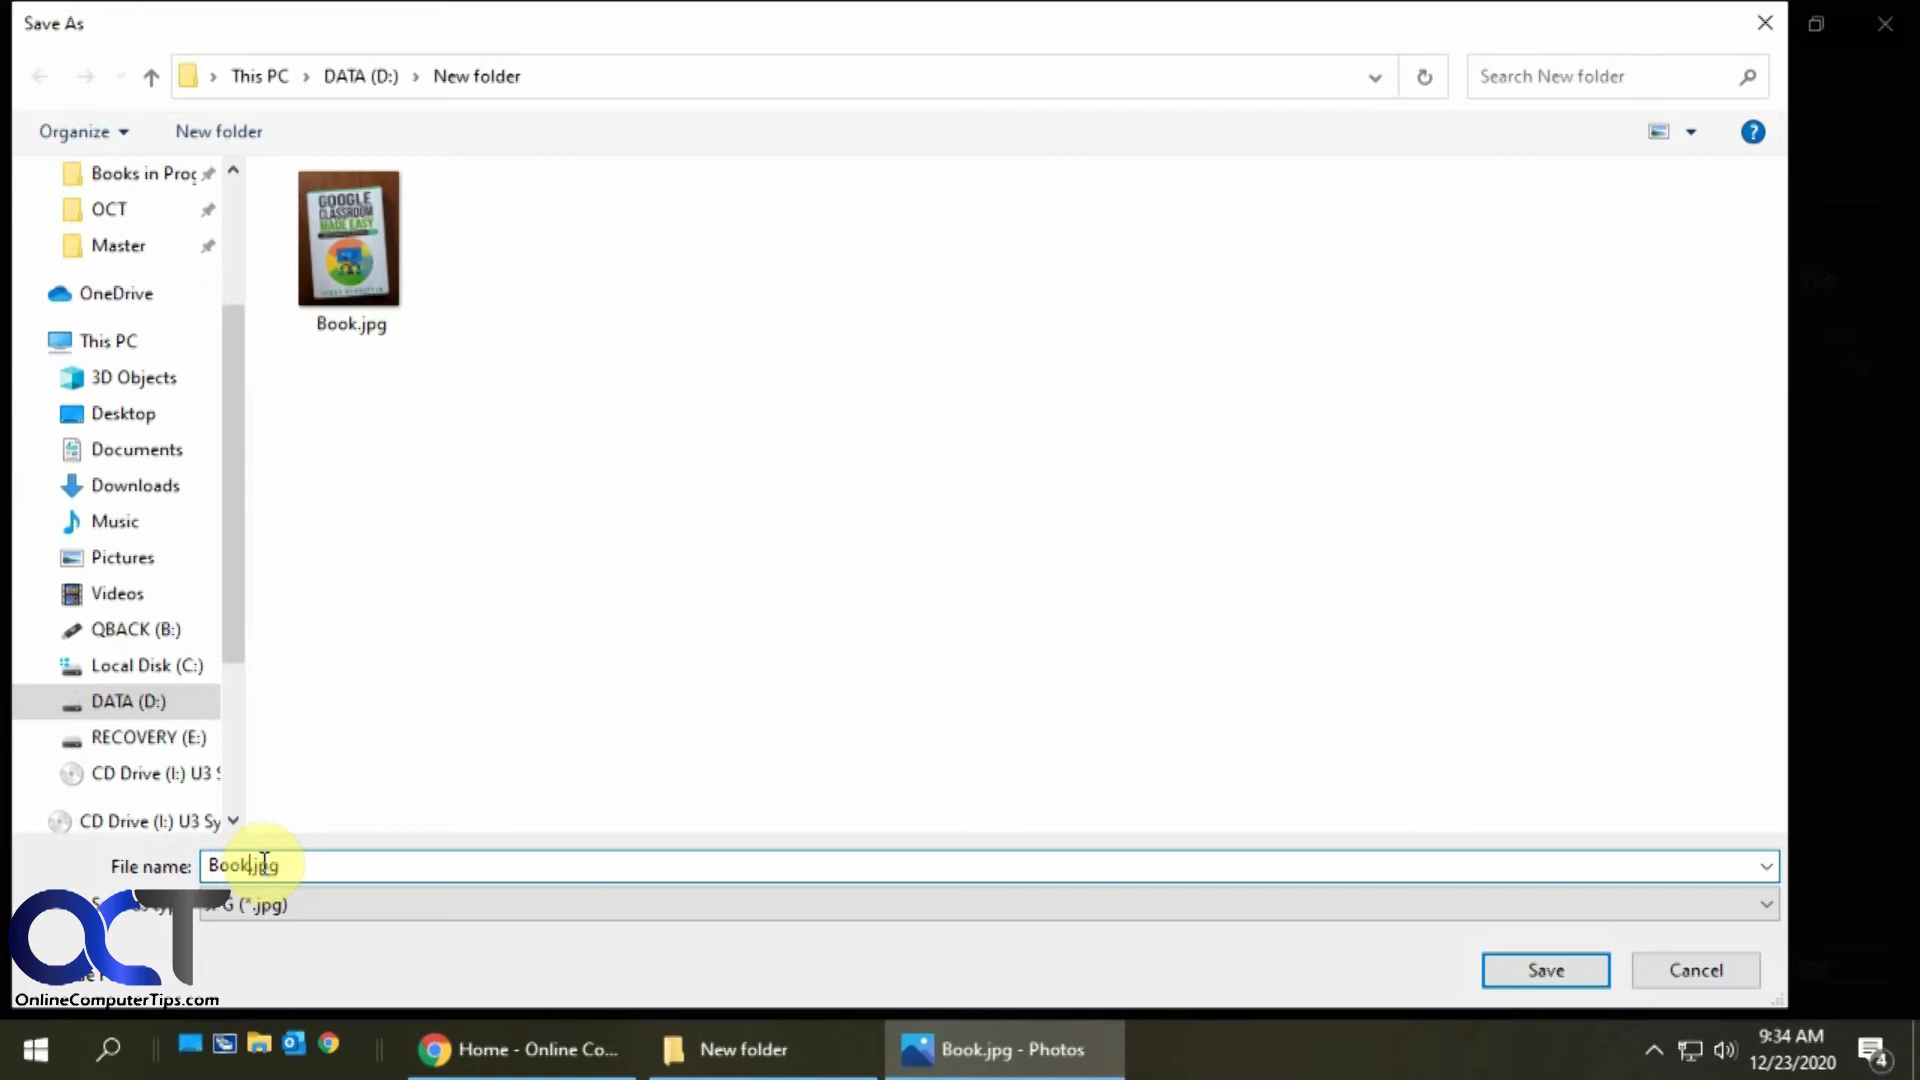 Save As
This PC > DATA (D:) > New folder
Search New folder
Organize
New folder
Books in Prog
OCT
Master
OneDrive
This PC
3D Objects
Desktop
Documents
Downloads
Music
Pictures
Videos
QBACK (B:)
Local Disk (C:)
DATA (D:)
RECOVERY (E:)
CD Drive (I:) U3 S
CD Drive (I:) U3 Sy
GOOGLE
CLASSROOM
MADE EASY
Book.jpg
File name: Book.jpg
(*.jpg)
Save
Cancel
OCT
OnlineComputerTips.com
Home - Online Co...
New folder
Book.jpg - Photos
9:34 AM
12/23/2020
4